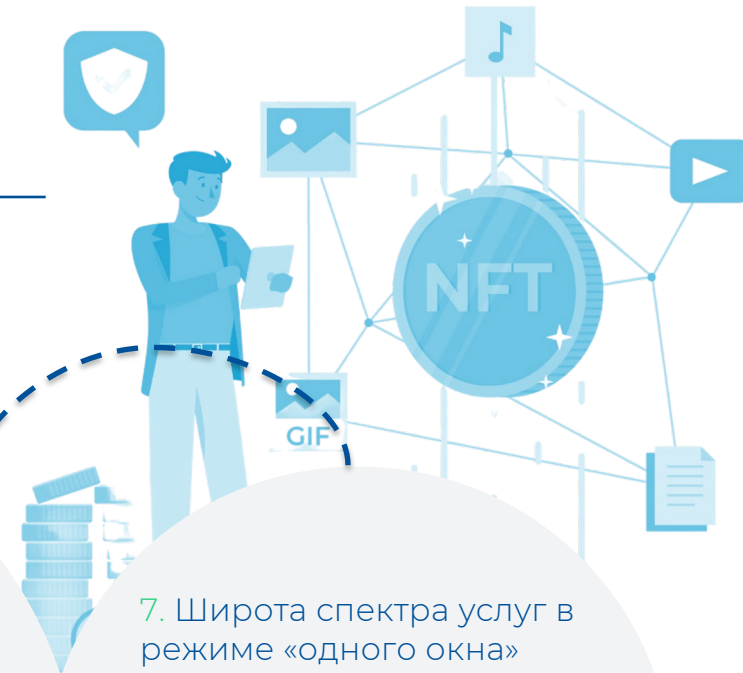 NFT
GIF
7. Широта спектра услуг в
режиме «одного окна»